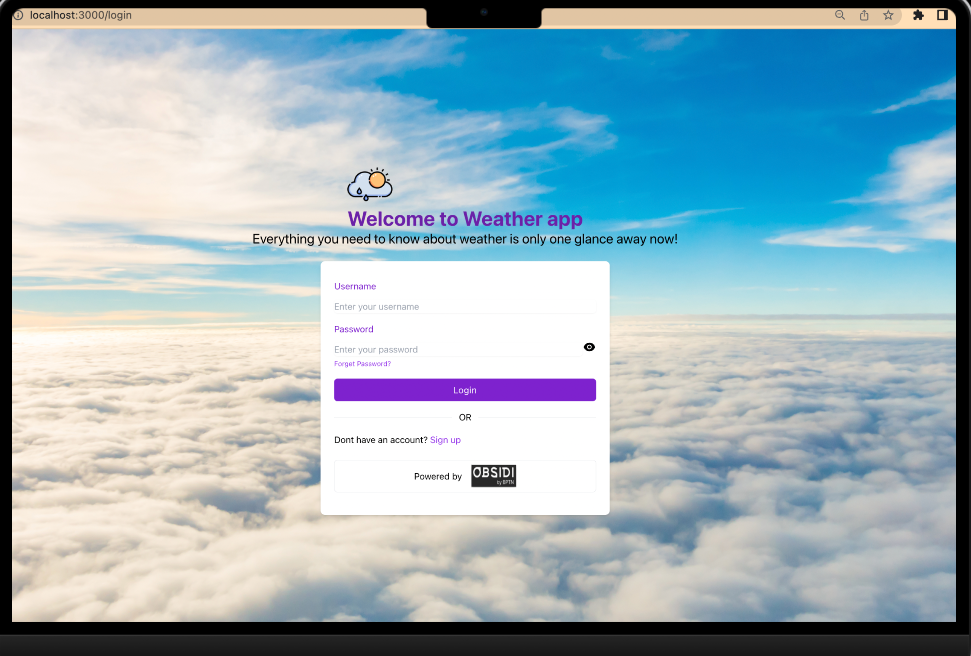 localhost:3000/login
Welcome to Weather app
Everything you need to know about weather is only one glance away now!
Username
Enter your username
Password
Enter your password
Forget Password?
Login
OR
Dont have an account? Sign up
Powered by OBSIDI
by BPTN